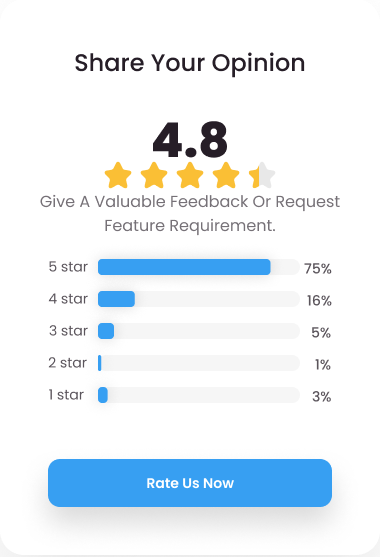 Share Your Opinion
4.8
Give A Valuable Feedback Or Request
Feature Requirement.
5 star 75%
4 star 16%
3 star 5%
2 star 1%
1 star 3%
Rate Us Now